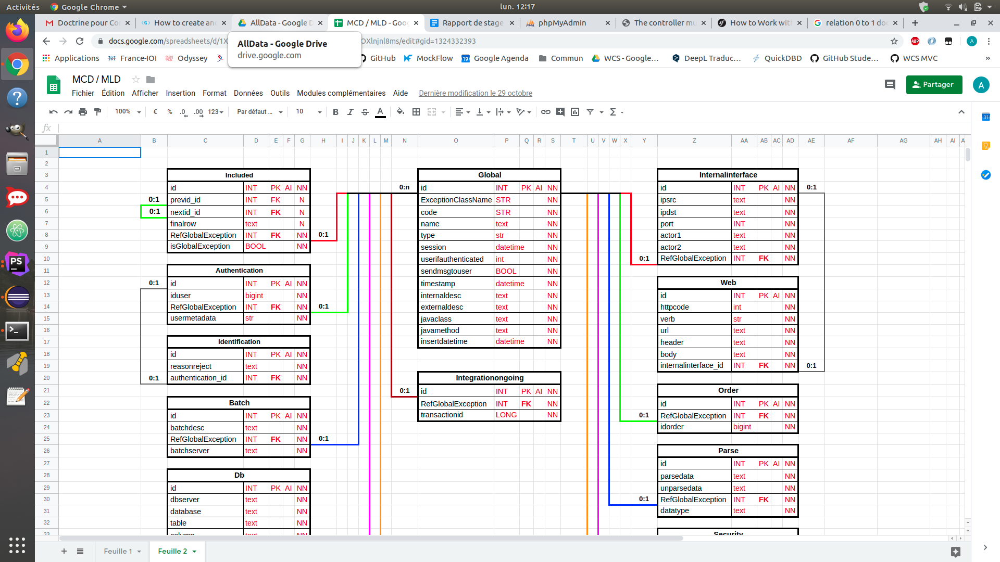 Activités Google Chrome lun. 12:17
Doctrine pour Co How to create an AllData - Google D MCD / MLD - Goo Rapport de stage phpMyAdmin The controller mu How to Work wit relation 0 to 1 doc
docs.google.com/spreadsheets/d/1X OXlnjnl8ms/edit#gid=1324332393
AllData - Google Drive
drive.google.com
Applications France-IOI Odyssey GitHub MockFlow Google Agenda Commun WCS - Google... DeepL Traduc... QuickDBD GitHub Stude... WCS MVC »
MCD / MLD
Partager
A
Fichier Édition Afficher Insertion Format Données Outils Modules complémentaires Aide Dernière modification le 29 octobre
100% € % .0 .00 123 Par défaut ... 10 B I S A
fx
A B C D E F G H I J K L M N O P Q R S T U V W X Y Z AA AB AC AD AE AF AG AH AI A
1
2
3 Included Global Internalinterface
4 id INT PK AI NN 0:n id INT PK AI NN id INT PK AI NN 0:1
5 0:1 previd_id INT FK N ExceptionClassName STR NN ipsrc text NN
6 0:1 nextid_id INT FK N code STR NN ipdst text NN
7 finalrow text N name text NN port INT NN
8 RefGlobalException INT FK NN 0:1 type str NN actor1 text NN
9 isGlobalException BOOL NN session datetime NN actor2 text NN
10 userifauthenticated int NN 0:1 RefGlobalException INT FK NN
11 Authentication sendmsgtouser BOOL NN
12 0:1 id INT PK AI NN timestamp datetime NN Web
13 iduser bigint NN internaldesc text NN id INT PK AI NN
14 RefGlobalException INT FK NN 0:1 externaldesc text NN httpcode int NN
15 usermetadata str NN javaclass text NN verb str NN
16 javamethod text NN url text NN
17 Identification insertdatetime datetime NN header text NN
18 id INT PK AI NN body text NN
19 reasonreject text NN internalinterface_id INT FK NN 0:1
20 0:1 authentication_id INT FK NN Integrationongoing
21 0:1 id INT PK AI NN Order
22 Batch RefGlobalException INT FK NN id INT PK AI NN
23 id INT PK AI NN transactionid LONG NN 0:1 RefGlobalException INT FK NN
24 batchdesc text NN idorder bigint NN
25 RefGlobalException INT FK NN 0:1
26 batchserver text NN Parse
27 id INT PK AI NN
28 Db parsedata text NN
29 id INT PK AI NN unparsedata text NN
30 dbserver text NN 0:1 RefGlobalException INT FK NN
31 database text NN datatype text NN
32 table text NN
33 column text NN Security
Feuille 1 Feuille 2